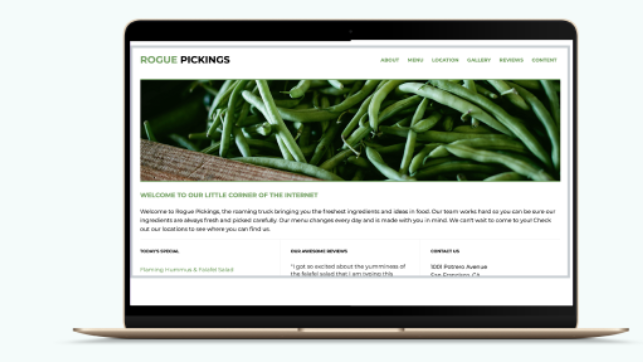 ROGUE PICKINGS
ABOUT MENU LOCATION GALLERY REVIEWS CONTENT
WELCOME TO OUR LITTLE CORNER OF THE INTERNET
Welcome to Rogue Pickings, the roaming truck bringing you the freshest ingredients and ideas in food. Our team works hard so you can be sure our
ingredients are always fresh and picked carefully. Our menu changes every day and is made with you in mind. We can't wait to come to your Check
out our locations to see where you can find us.
TODAY'S SPECIAL
Flaming Hummus & Falafel Salad
OUR AWESOME REVIEWS
"I got so excited about the yumminess of
the falafel salad that I am typing this
CONTACT US
1001 Potrero Avenue
San Francisco, CA